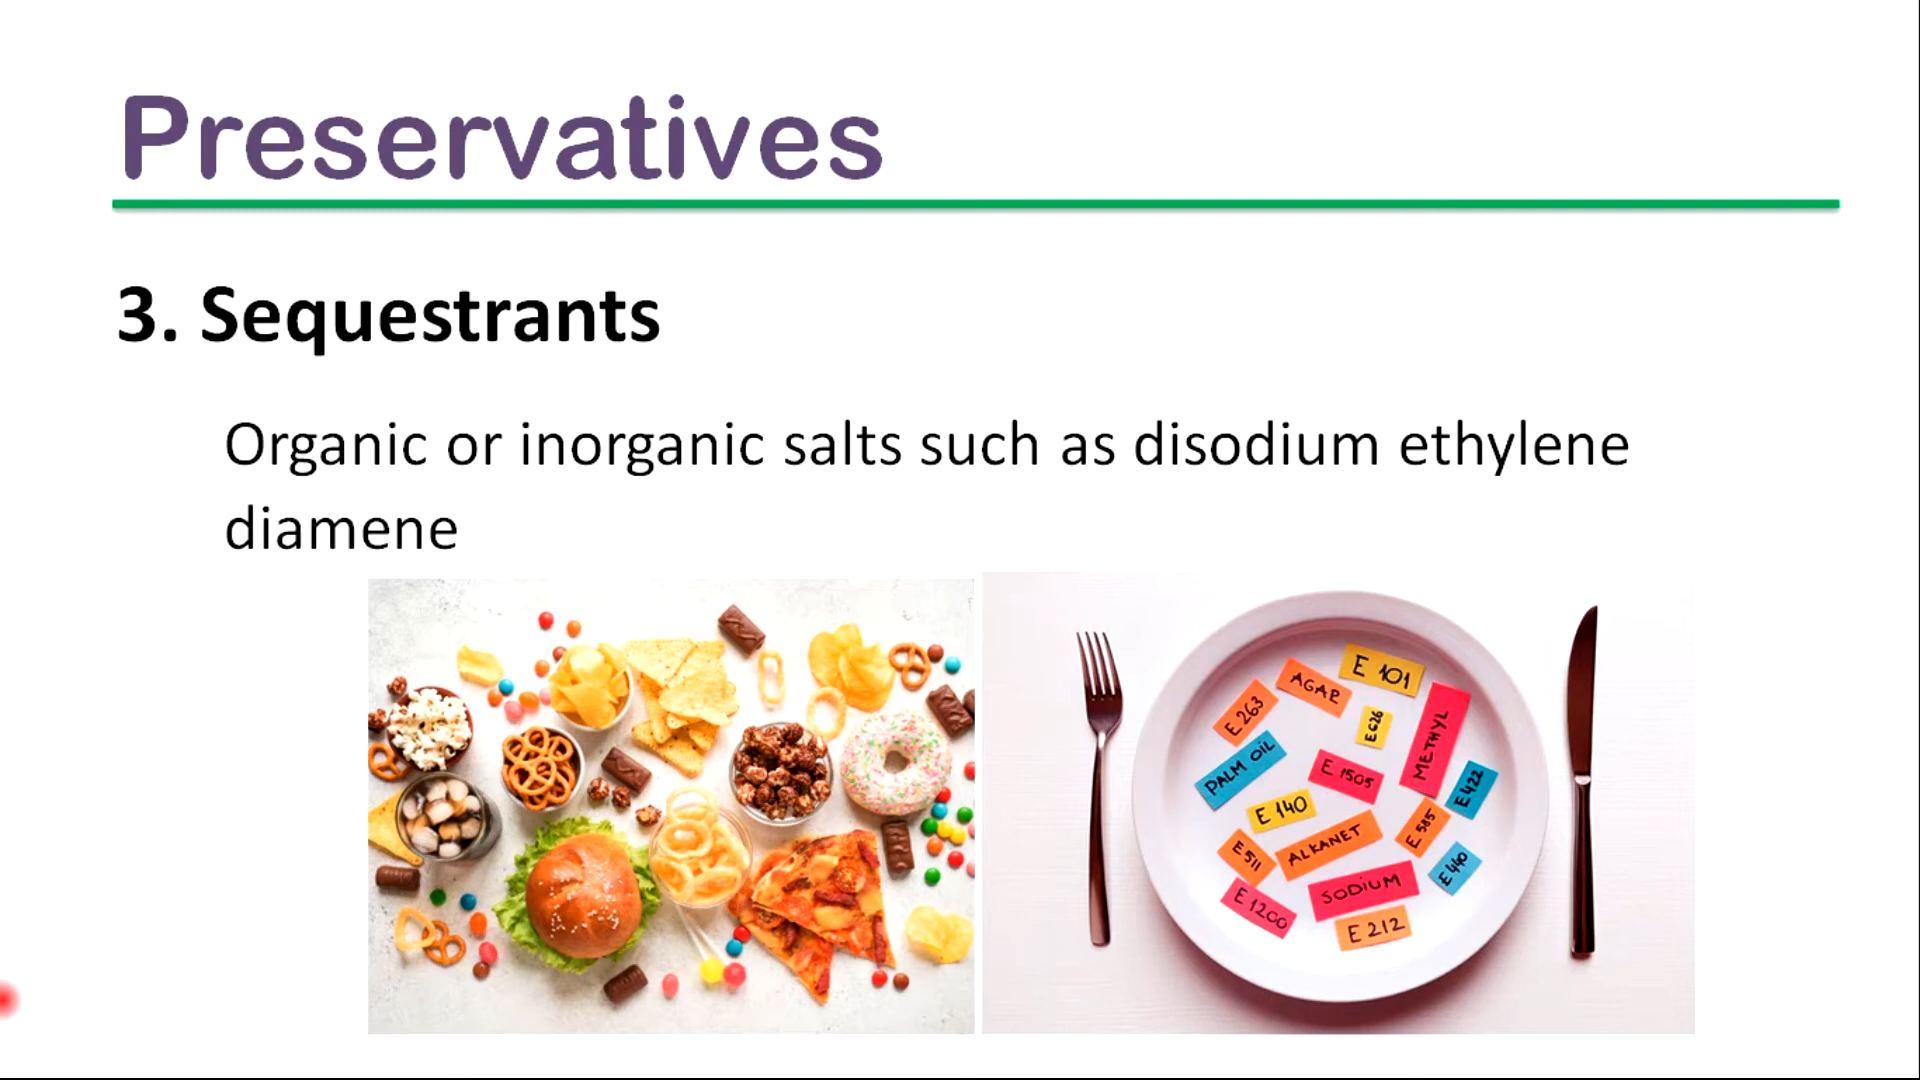 Preservatives
3. Sequestrants
Organic or inorganic salts such as disodium ethylene
diamene
E 101
AGAR
E 263
E626
METHYL
PALM OIL
E 1505
E422
E 140
E 585
ALKANET
E511
E440
SODIUM
E 1200
E 212